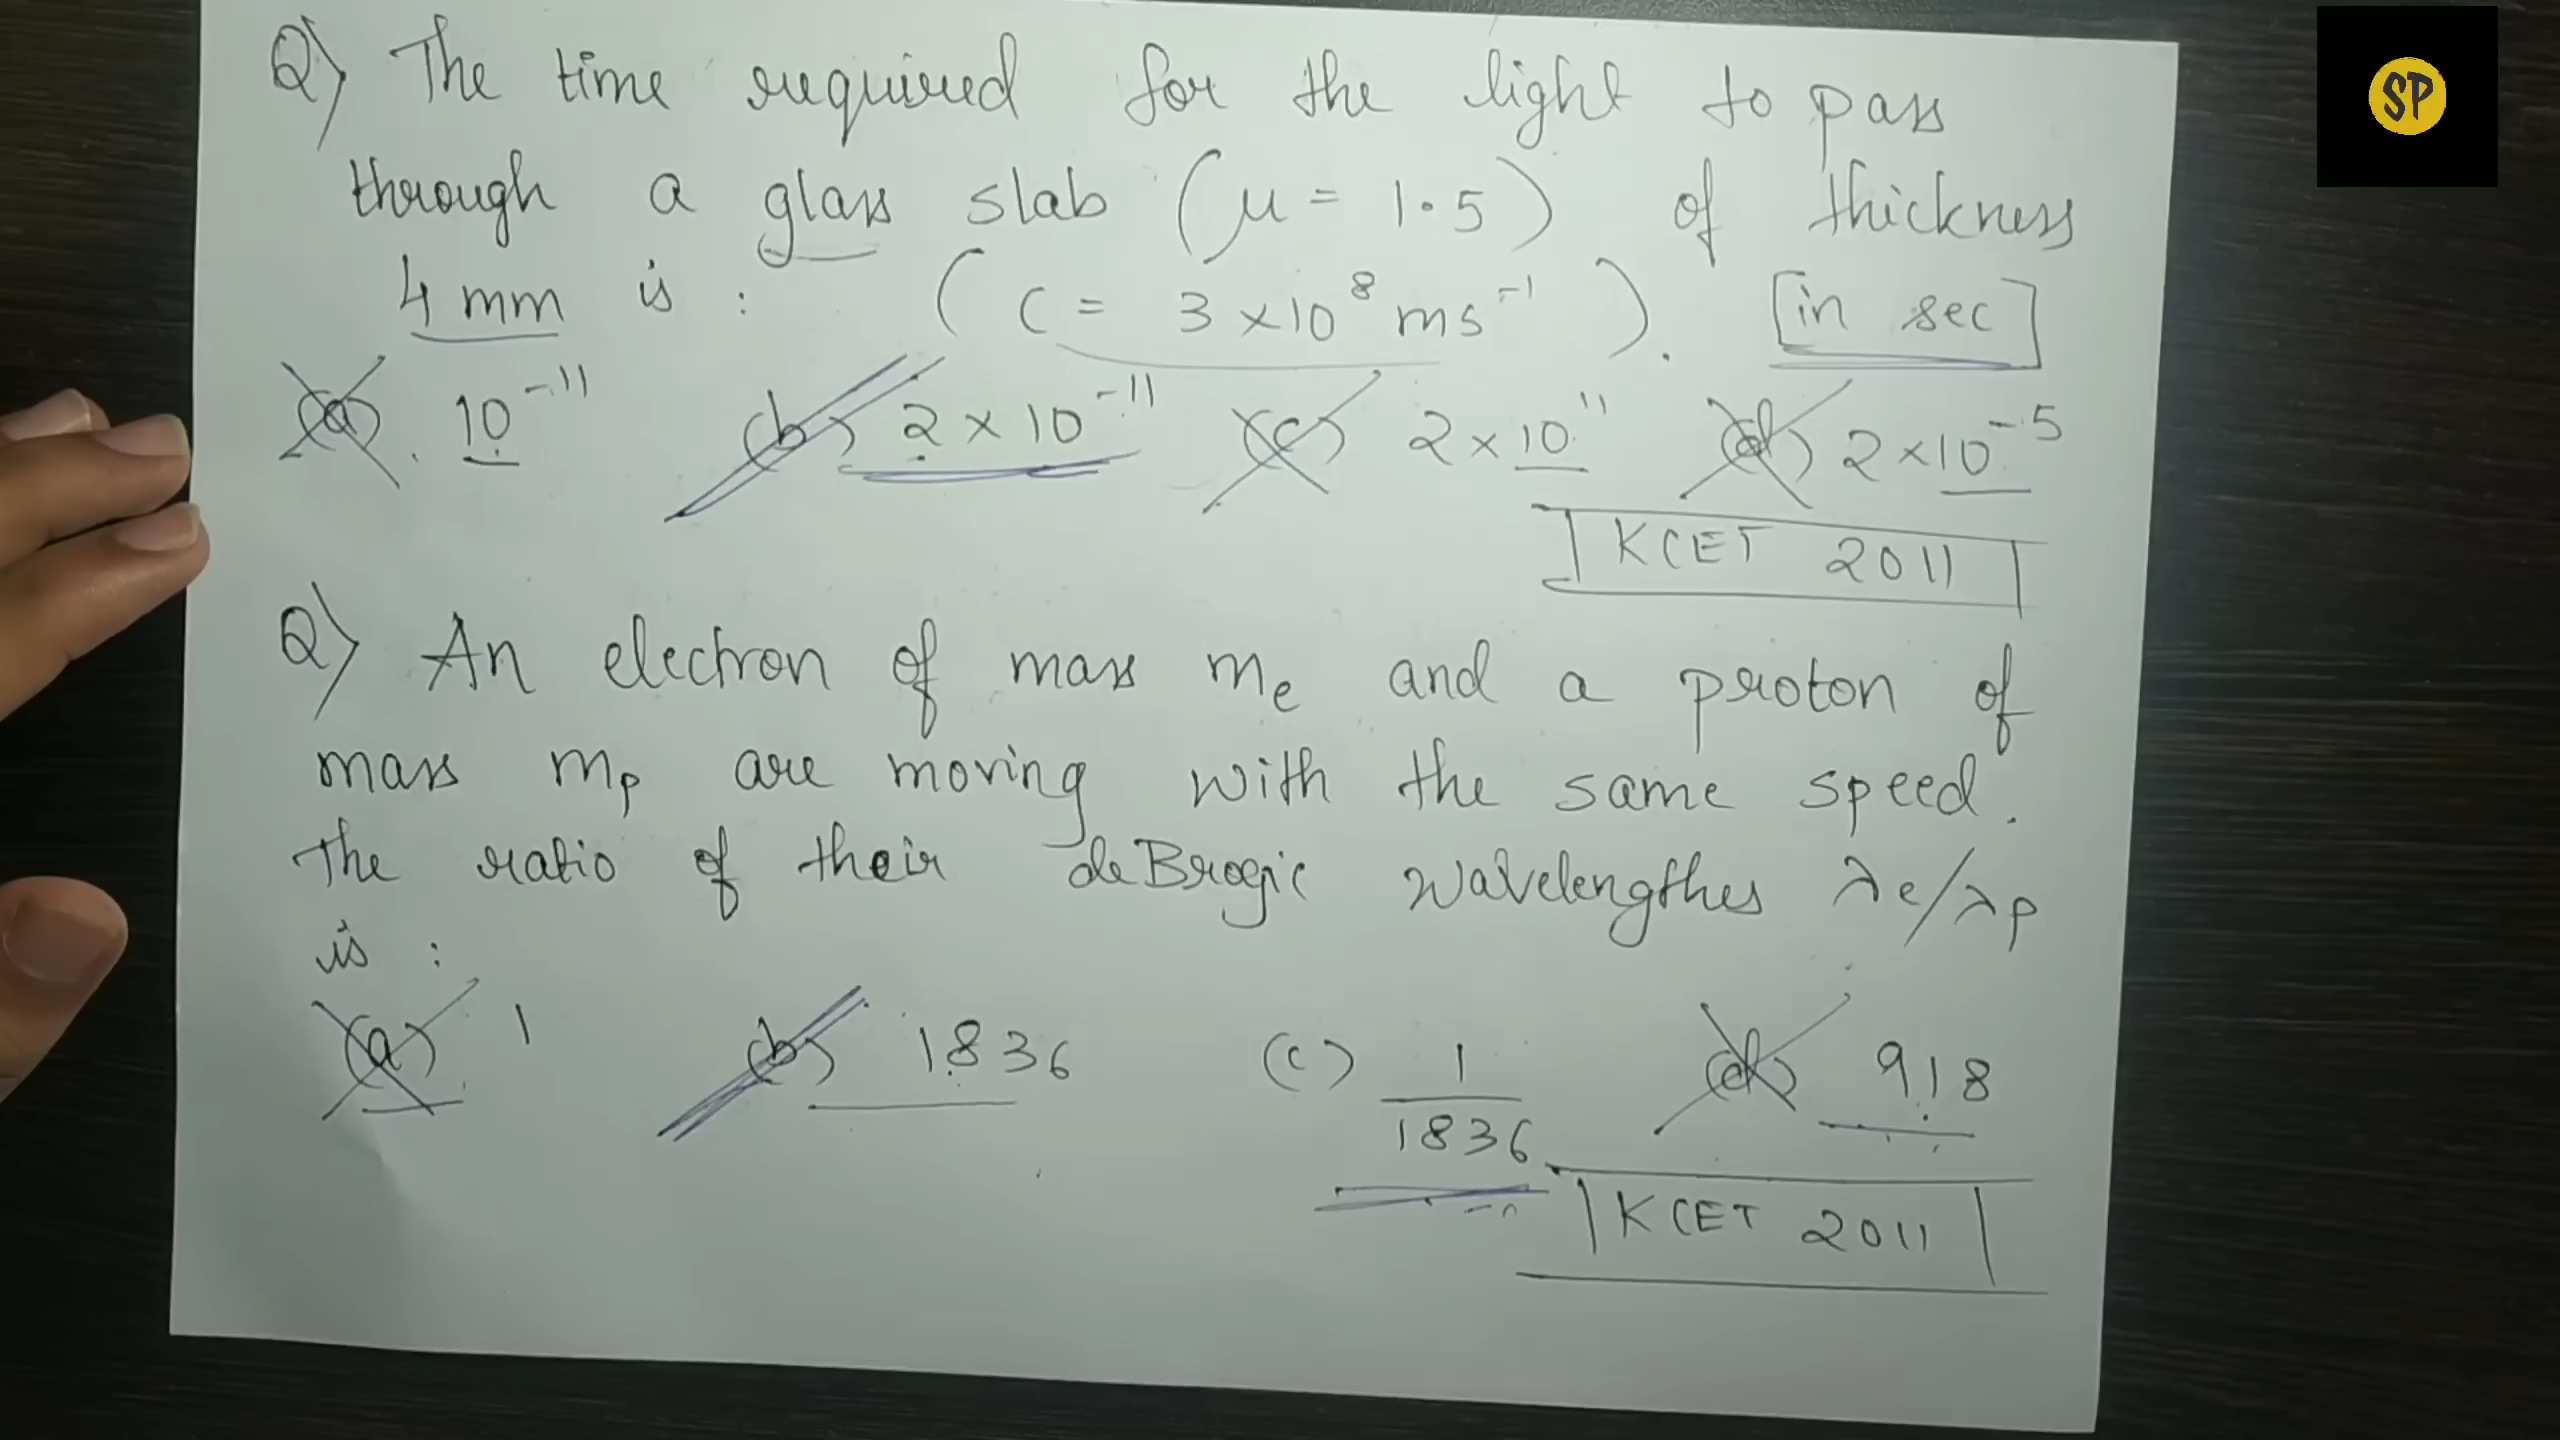 SP
Q) The time required for the light to pass
through a glass slab (μ = 1.5) of thickness
4 mm is : (c = 3 × 10⁸ ms⁻¹). [in sec]
(a). 10⁻¹¹ (b) 2 × 10⁻¹¹ (c) 2 × 10¹¹ (d) 2 × 10⁻⁵
KCET 2011
Q) An electron of mass mₑ and a proton of
mass mₚ are moving with the same speed.
The ratio of their deBrogic wavelengthes λe/λp
is :
(a) 1 (b) 1836 (c) 1/1836 (d) 918
KCET 2011